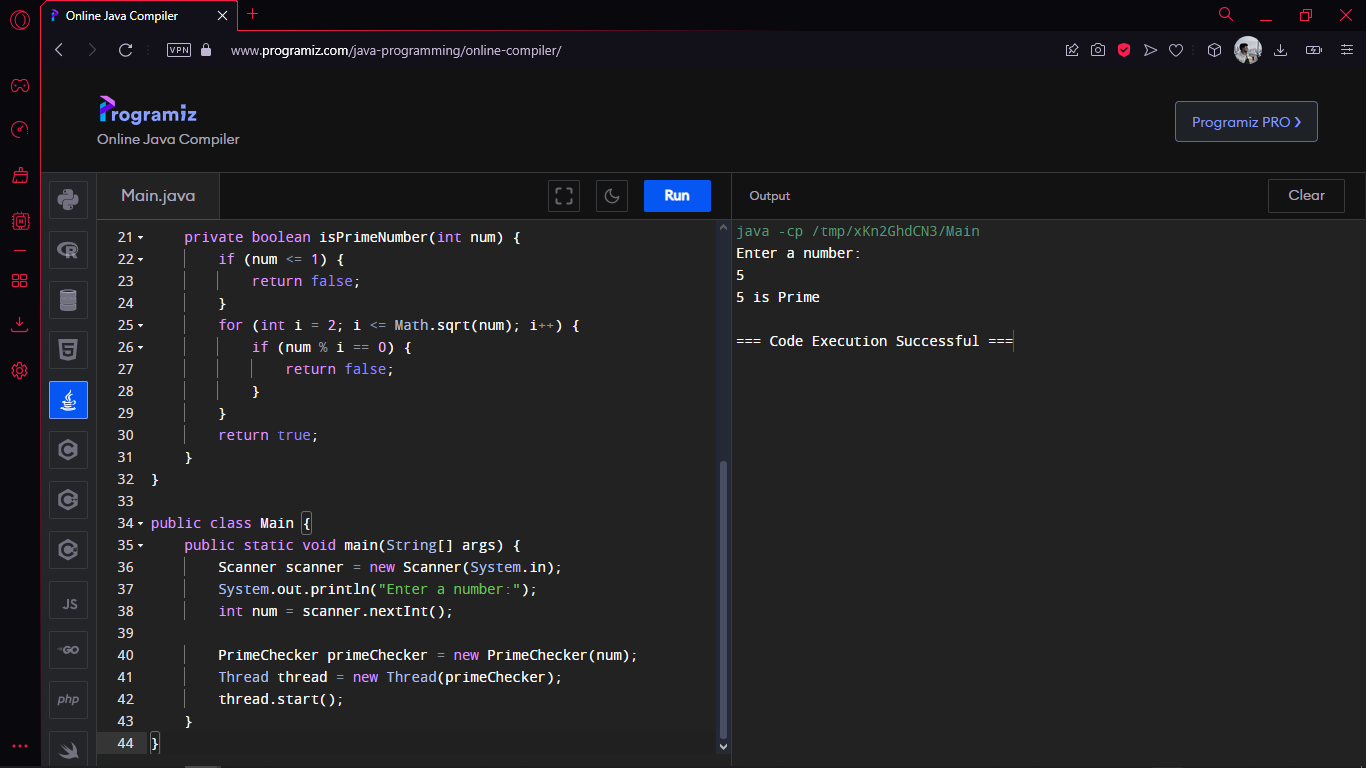 Online Java Compiler
VPN
www.programiz.com/java-programming/online-compiler/
Programiz
Online Java Compiler
Programiz PRO ❯
Main.java
Run
Output
Clear
21 private boolean isPrimeNumber(int num) {
22 if (num <= 1) {
23 return false;
24 }
25 for (int i = 2; i <= Math.sqrt(num); i++) {
26 if (num % i == 0) {
27 return false;
28 }
29 }
30 return true;
31 }
32 }
33
34 public class Main {
35 public static void main(String[] args) {
36 Scanner scanner = new Scanner(System.in);
37 System.out.println("Enter a number:");
38 int num = scanner.nextInt();
39
40 PrimeChecker primeChecker = new PrimeChecker(num);
41 Thread thread = new Thread(primeChecker);
42 thread.start();
43 }
44 }
java -cp /tmp/xKn2GhdCN3/Main
Enter a number:
5
5 is Prime
=== Code Execution Successful ===
JS
GO
php